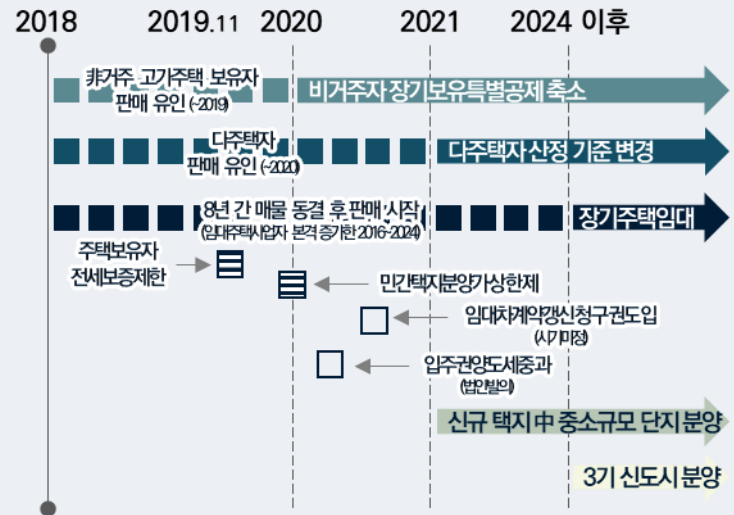 2018 2019.11 2020 2021 2024 이후
非거주 고가주택 보유자
판매 유인 (~2019)
비거주자 장기보유특별공제 축소
다주택자
판매 유인 (~2020)
다주택자 산정 기준 변경
8년 간 매물 동결 후 판매 시작
(임대주택사업자 본격 증가한 2016~2024)
장기주택임대
주택보유자
전세보증제한
민간택지분양가상한제
임대차계약갱신청구권도입
(시기미정)
입주권양도세중과
(법인발의)
신규 택지 中 중소규모 단지 분양
3기 신도시 분양